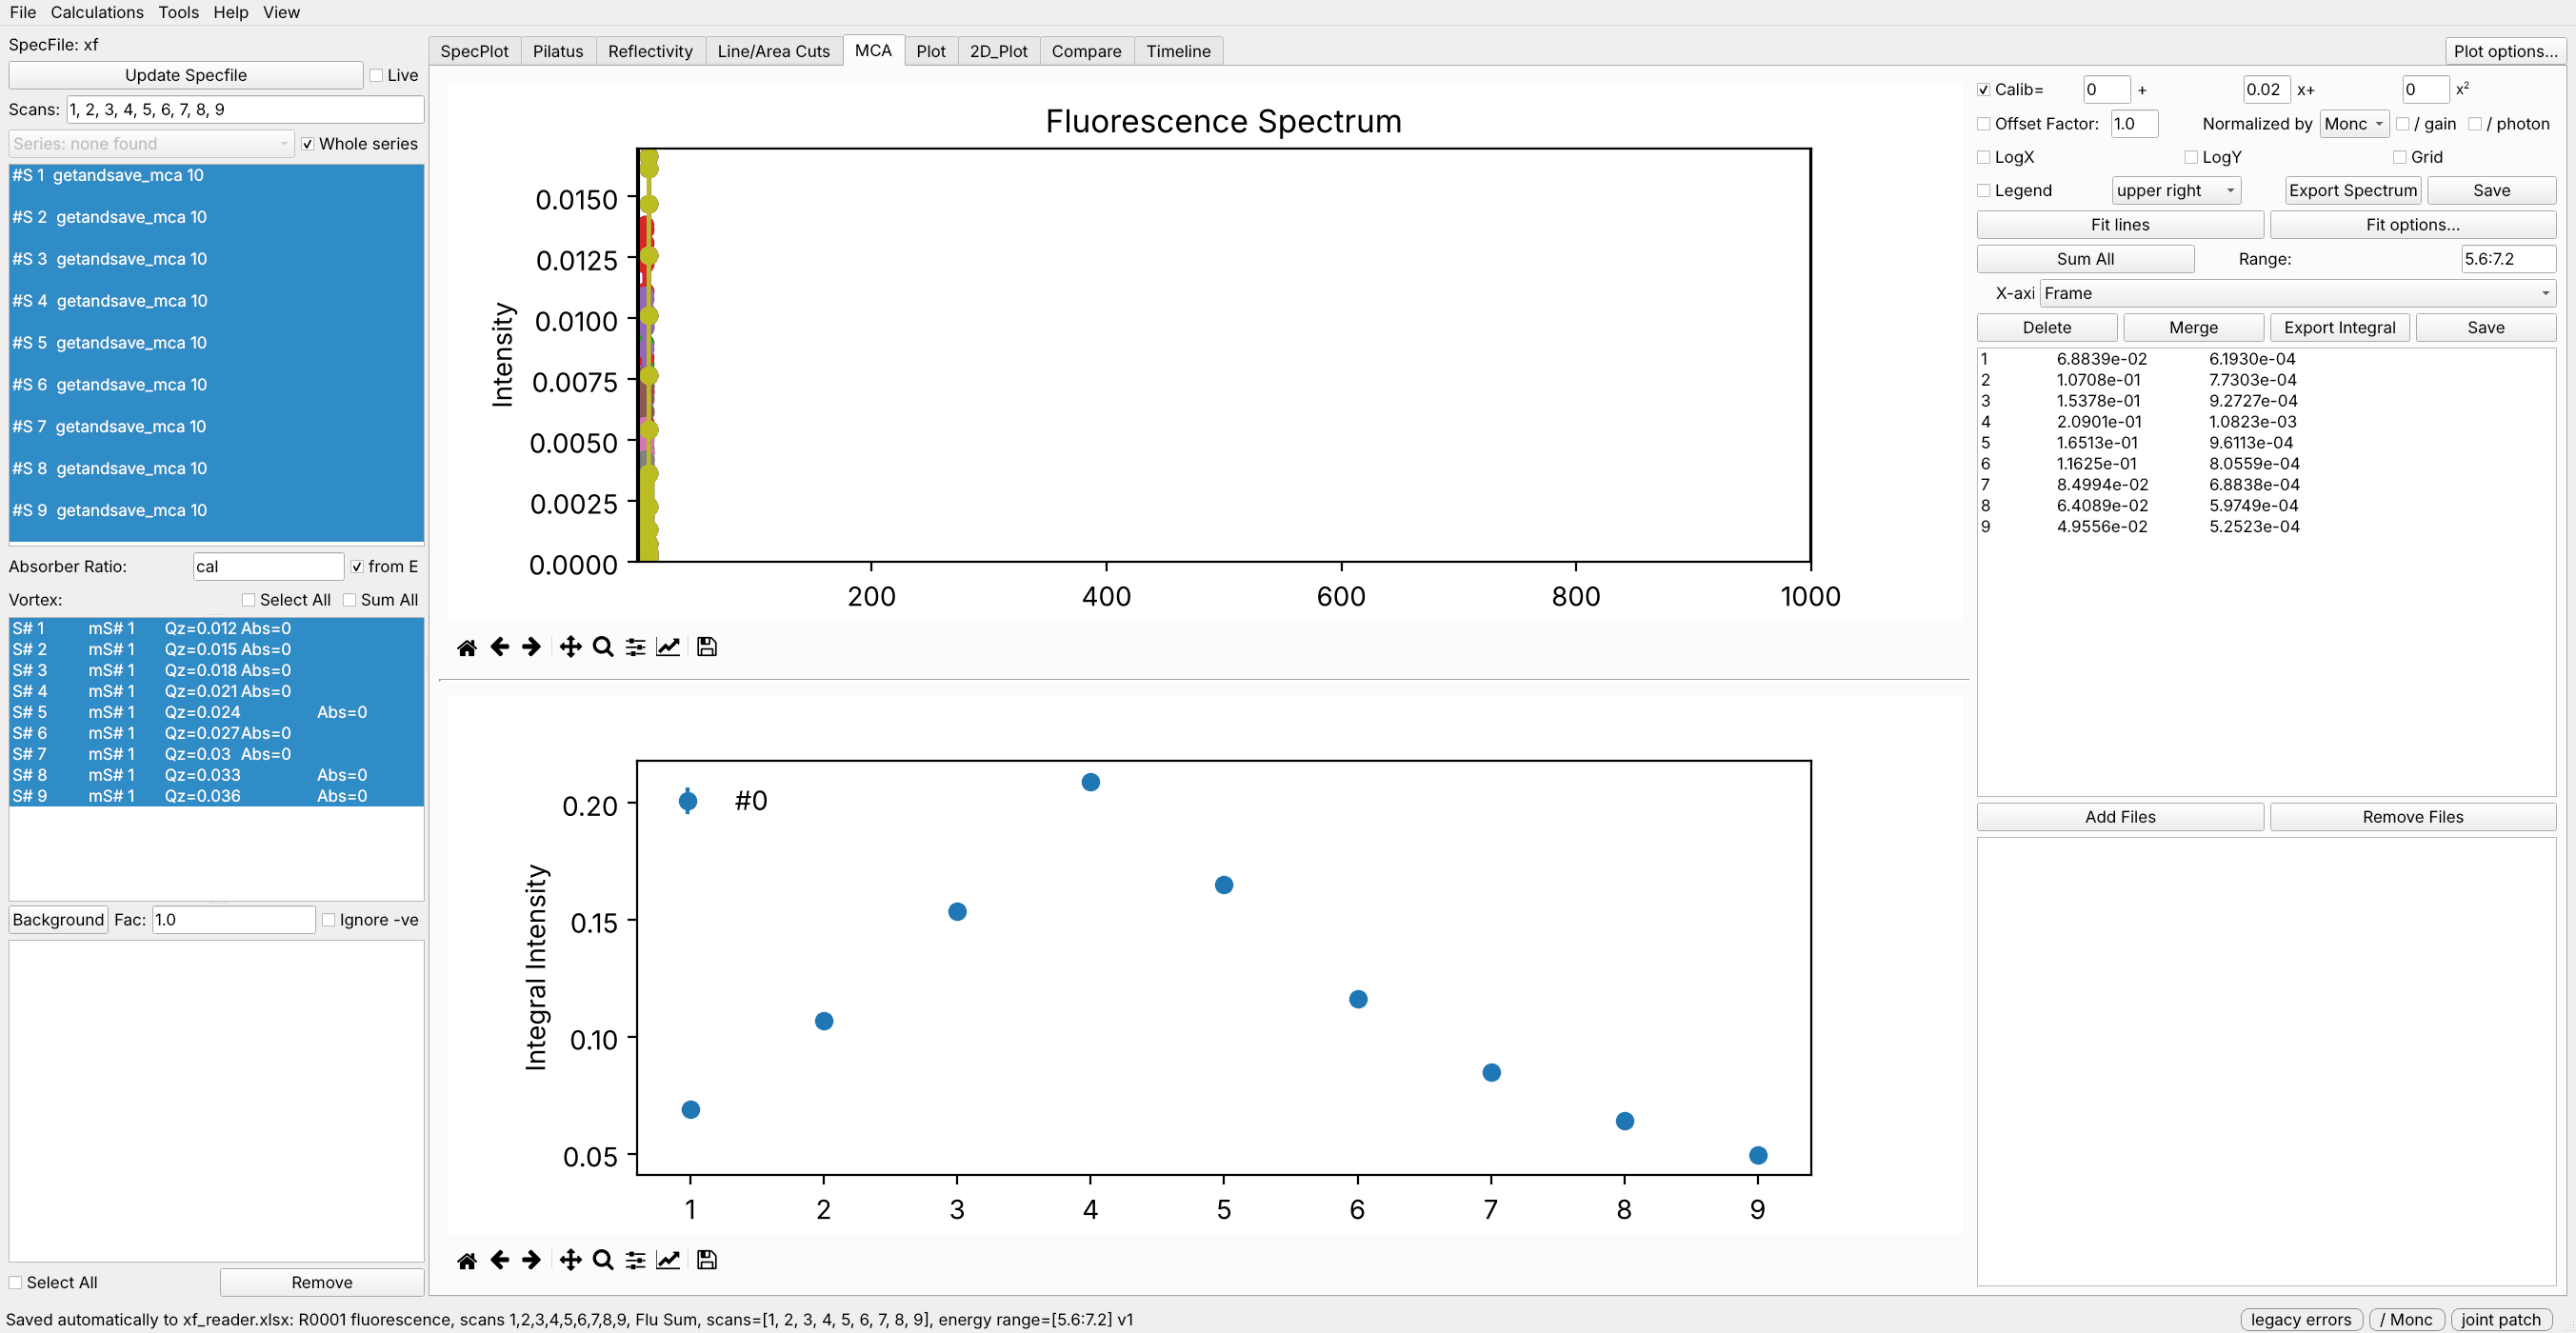 File Calculations Tools Help View
SpecFile: xf
Update Specfile Live
Scans: 1, 2, 3, 4, 5, 6, 7, 8, 9
Series: none found Whole series
#S 1 getandsave_mca 10
#S 2 getandsave_mca 10
#S 3 getandsave_mca 10
#S 4 getandsave_mca 10
#S 5 getandsave_mca 10
#S 6 getandsave_mca 10
#S 7 getandsave_mca 10
#S 8 getandsave_mca 10
#S 9 getandsave_mca 10
Absorber Ratio: cal from E
Vortex: Select All Sum All
S# 1 mS# 1 Qz=0.012 Abs=0
S# 2 mS# 1 Qz=0.015 Abs=0
S# 3 mS# 1 Qz=0.018 Abs=0
S# 4 mS# 1 Qz=0.021 Abs=0
S# 5 mS# 1 Qz=0.024 Abs=0
S# 6 mS# 1 Qz=0.027 Abs=0
S# 7 mS# 1 Qz=0.03 Abs=0
S# 8 mS# 1 Qz=0.033 Abs=0
S# 9 mS# 1 Qz=0.036 Abs=0
Background Fac: 1.0 Ignore -ve
Select All Remove
SpecPlot Pilatus Reflectivity Line/Area Cuts MCA Plot 2D_Plot Compare Timeline
Fluorescence Spectrum
Intensity
0.0150
0.0125
0.0100
0.0075
0.0050
0.0025
0.0000
200 400 600 800 1000
Integral Intensity
#0
0.20
0.15
0.10
0.05
1 2 3 4 5 6 7 8 9
Plot options...
Calib= 0 + 0.02 x+ 0 x²
Offset Factor: 1.0 Normalized by Monc / gain / photon
LogX LogY Grid
Legend upper right Export Spectrum Save
Fit lines Fit options...
Sum All Range: 5.6:7.2
X-axi Frame
Delete Merge Export Integral Save
1 6.8839e-02 6.1930e-04
2 1.0708e-01 7.7303e-04
3 1.5378e-01 9.2727e-04
4 2.0901e-01 1.0823e-03
5 1.6513e-01 9.6113e-04
6 1.1625e-01 8.0559e-04
7 8.4994e-02 6.8838e-04
8 6.4089e-02 5.9749e-04
9 4.9556e-02 5.2523e-04
Add Files Remove Files
Saved automatically to xf_reader.xlsx: R0001 fluorescence, scans 1,2,3,4,5,6,7,8,9, Flu Sum, scans=[1, 2, 3, 4, 5, 6, 7, 8, 9], energy range=[5.6:7.2] v1
legacy errors / Monc joint patch